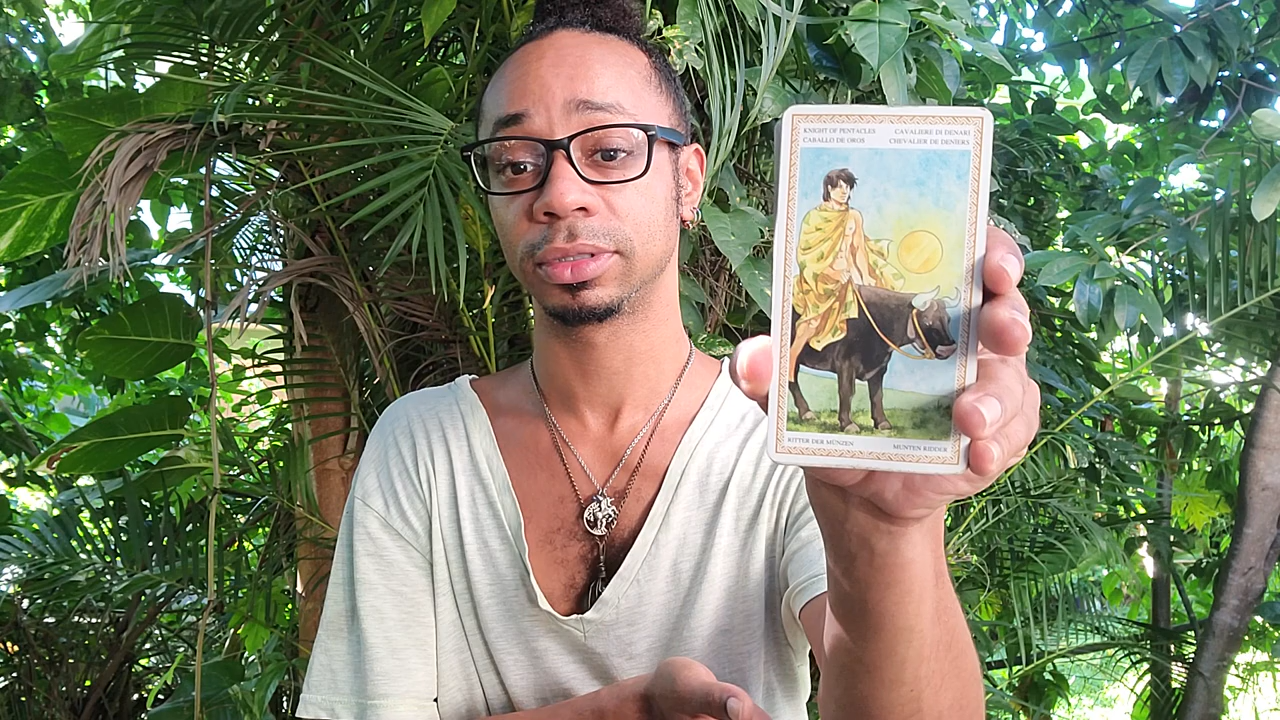 KNIGHT OF PENTACLES CAVALIERE DI DENARI
CABALLO DE OROS CHEVALIER DE DENIERS
RITTER DER MÜNZEN MUNTEN RIDDER